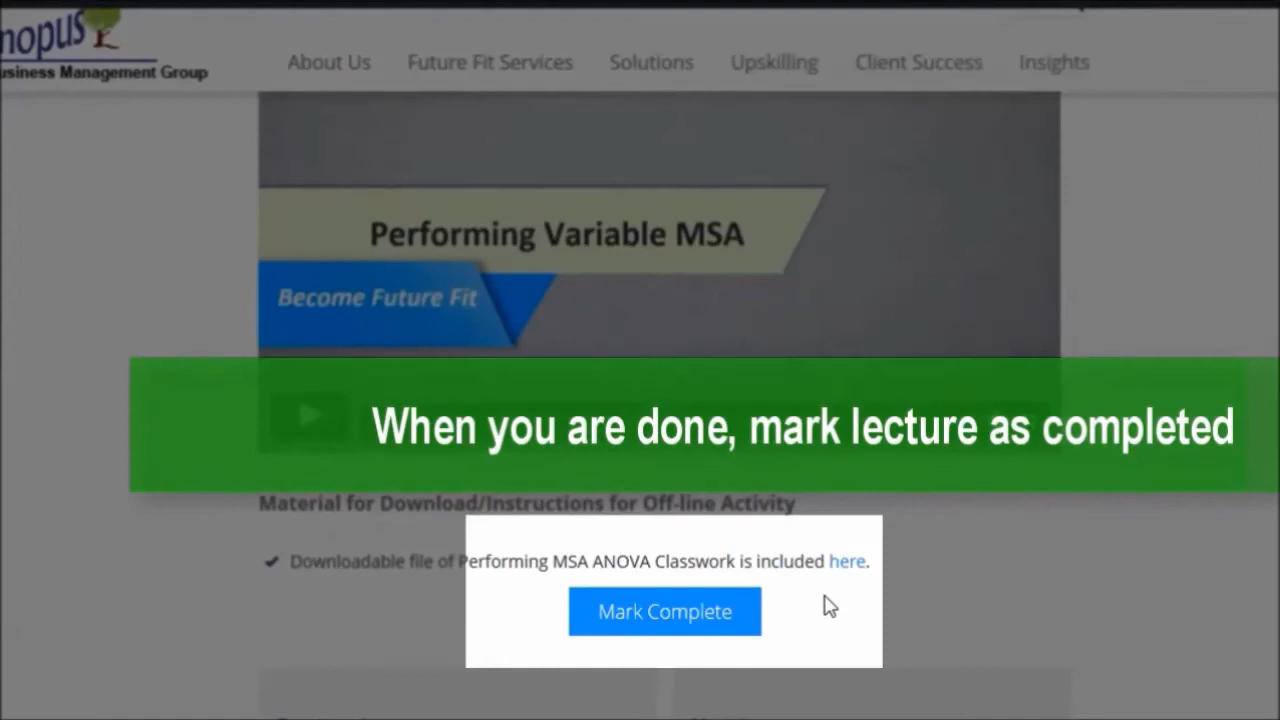 nopus
usiness Management Group
About Us Future Fit Services Solutions Upskilling Client Success Insights
Performing Variable MSA
Become Future Fit
When you are done, mark lecture as completed
Material for Download/Instructions for Off-line Activity
Downloadable file of Performing MSA ANOVA Classwork is included here.
Mark Complete